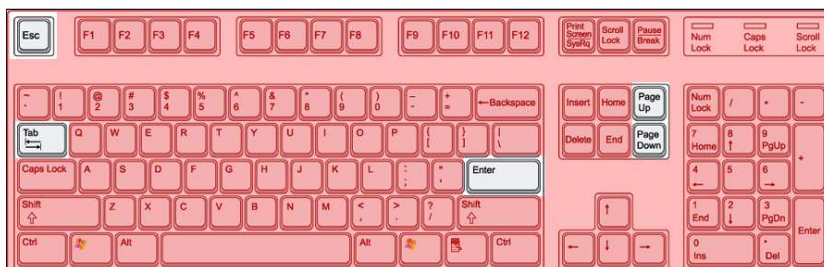 Esc F1 F2 F3 F4 F5 F6 F7 F8 F9 F10 F11 F12 Print Screen SysRq Scroll Lock Pause Break Num Lock Caps Lock Scroll Lock
~ ` ! 1 @ 2 # 3 $ 4 % 5 ^ 6 & 7 * 8 ( 9 ) 0 – - + = ←Backspace Insert Home Page Up Num Lock / * -
Tab Q W E R T Y U I O P { [ } ] | \ Delete End Page Down 7 Home 8 ↑ 9 PgUp +
Caps Lock A S D F G H J K L : ; " ' Enter 4 ← 5 6 →
Shift Z X C V B N M < , > . ? / Shift ↑ 1 End 2 ↓ 3 PgDn Enter
Ctrl Alt Alt Ctrl ← ↓ → 0 Ins . Del